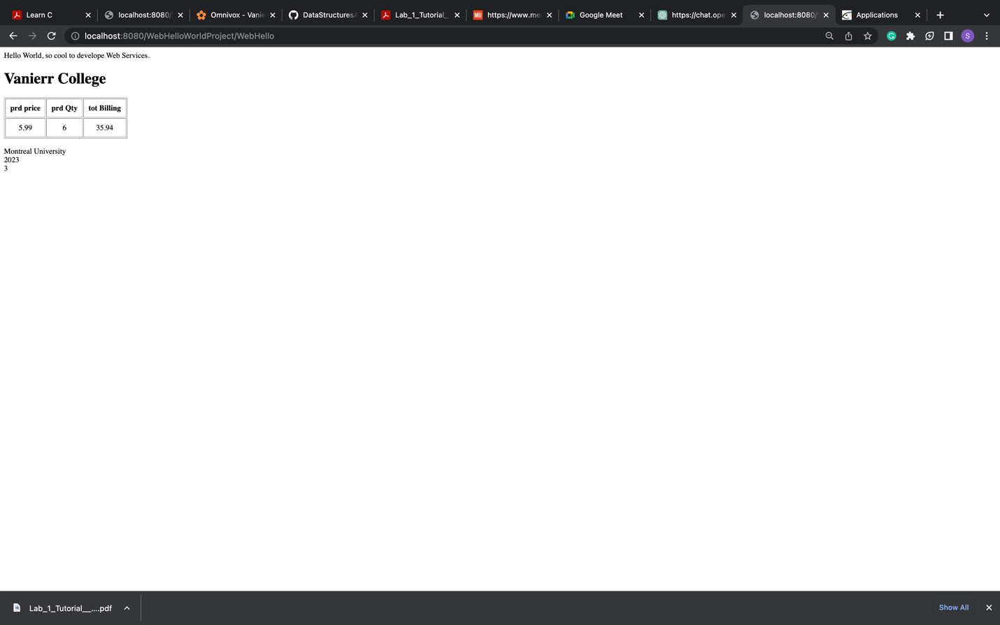 Learn C
localhost:8080/
Omnivox - Vanie
DataStructures
Lab_1_Tutorial_
https://www.me
Google Meet
https://chat.ope
localhost:8080/
Applications
localhost:8080/WebHelloWorldProject/WebHello
S
Hello World, so cool to develope Web Services.
Vanierr College
prd price prd Qty tot Billing
5.99 6 35.94
Montreal University
2023
3
Lab_1_Tutorial__....pdf
Show All